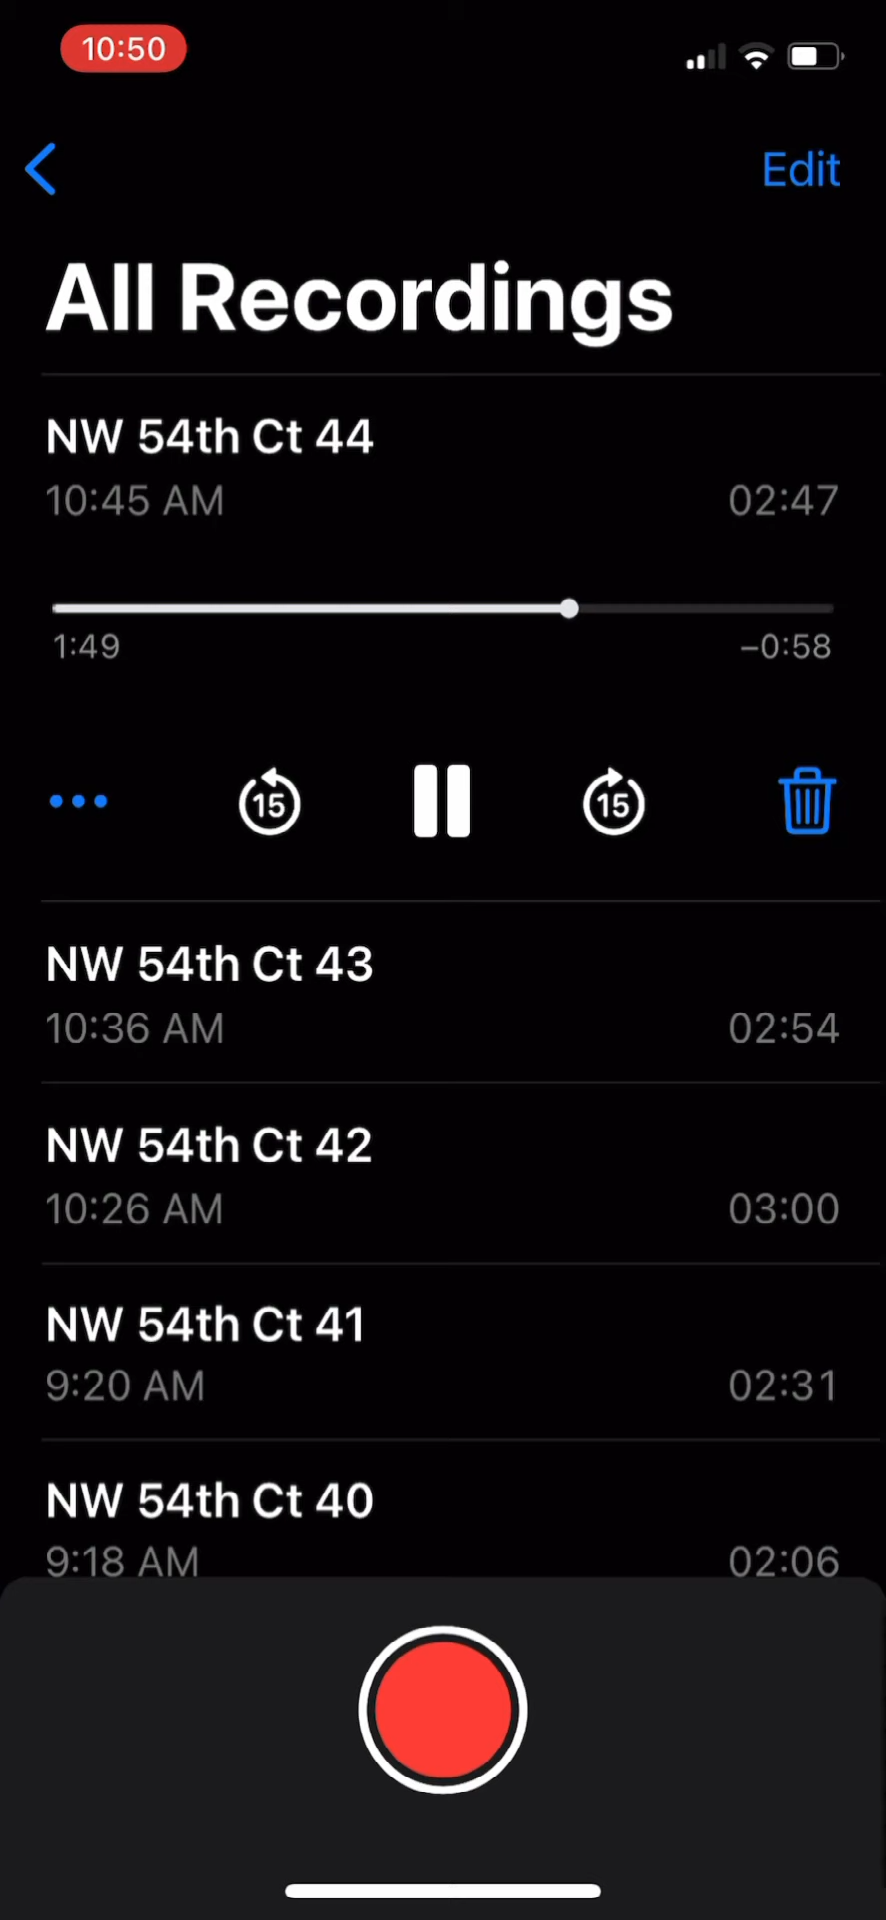 10:50
Edit
All Recordings
NW 54th Ct 44
10:45 AM 02:47
1:49 −0:58
15 15
NW 54th Ct 43
10:36 AM 02:54
NW 54th Ct 42
10:26 AM 03:00
NW 54th Ct 41
9:20 AM 02:31
NW 54th Ct 40
9:18 AM 02:06